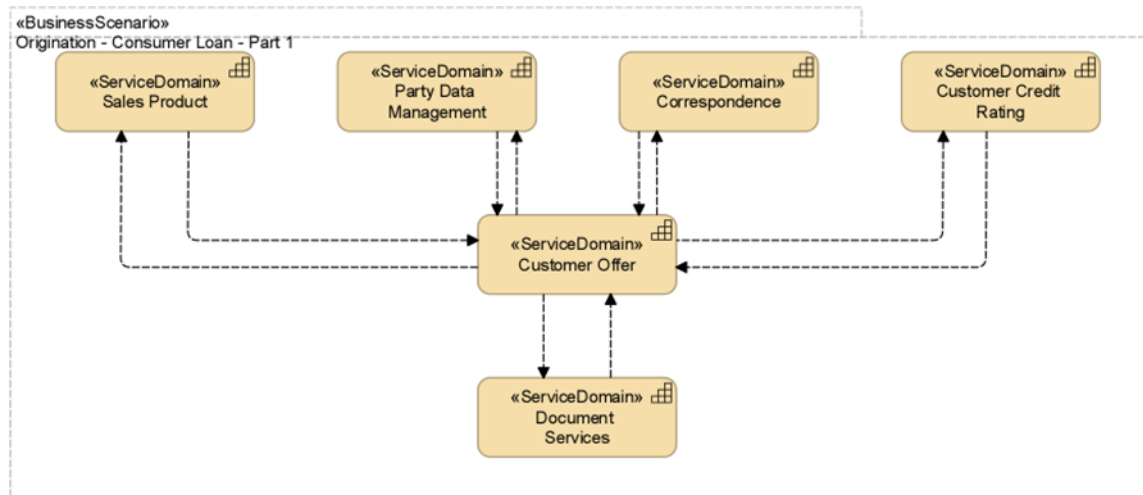 «BusinessScenario»
Origination - Consumer Loan - Part 1
«ServiceDomain»
Sales Product
«ServiceDomain»
Party Data
Management
«ServiceDomain»
Correspondence
«ServiceDomain»
Customer Credit
Rating
«ServiceDomain»
Customer Offer
«ServiceDomain»
Document
Services